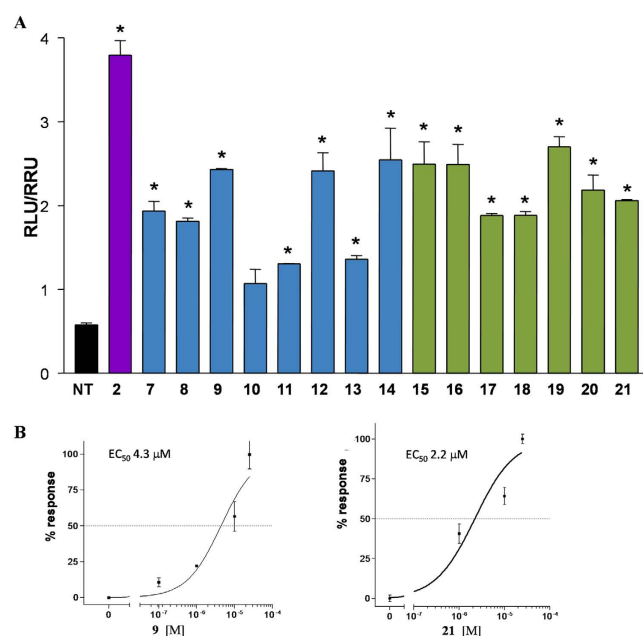 A
RLU/RRU
4
3
2
1
0
* * * * * * * * * * * * * * *
NT 2 7 8 9 10 11 12 13 14 15 16 17 18 19 20 21
B
EC50 4.3 µM
% response
100
75
50
25
0
0 10-7 10-6 10-5 10-4
9 [M]
EC50 2.2 µM
% response
100
75
50
25
0
0 10-7 10-6 10-5 10-4
21 [M]